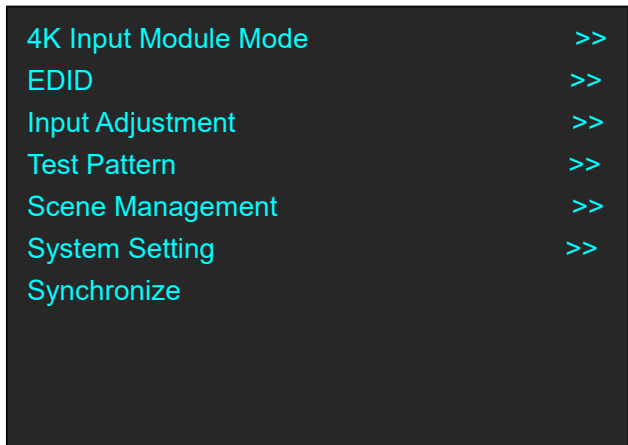 4K Input Module Mode >>
EDID >>
Input Adjustment >>
Test Pattern >>
Scene Management >>
System Setting >>
Synchronize